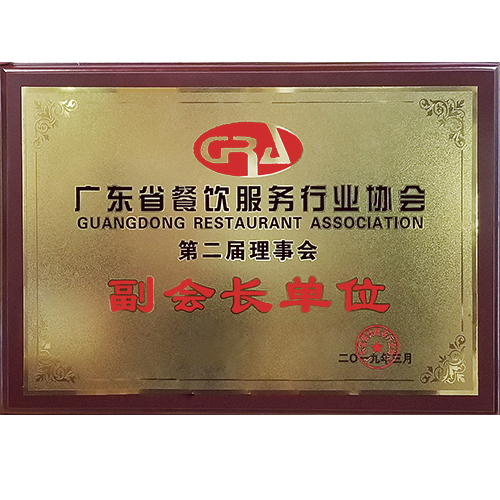 GRA
广东省餐饮服务行业协会
GUANGDONG RESTAURANT ASSOCIATION
第二届理事会
副会长单位
二〇一九年三月